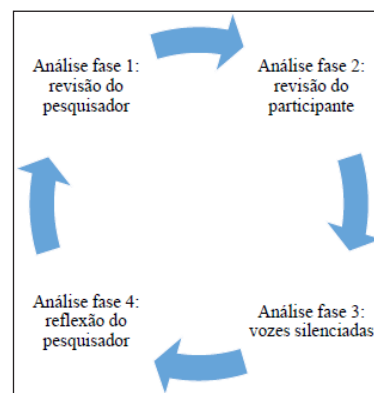 Análise fase 1:
revisão do
pesquisador
Análise fase 2:
revisão do
participante
Análise fase 3:
vozes silenciadas
Análise fase 4:
reflexão do
pesquisador